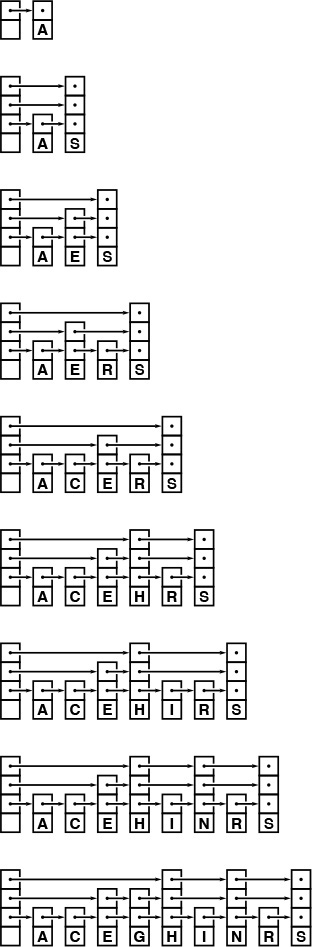 A
A S
A E S
A E R S
A C E R S
A C E H R S
A C E H I R S
A C E H I N R S
A C E G H I N R S